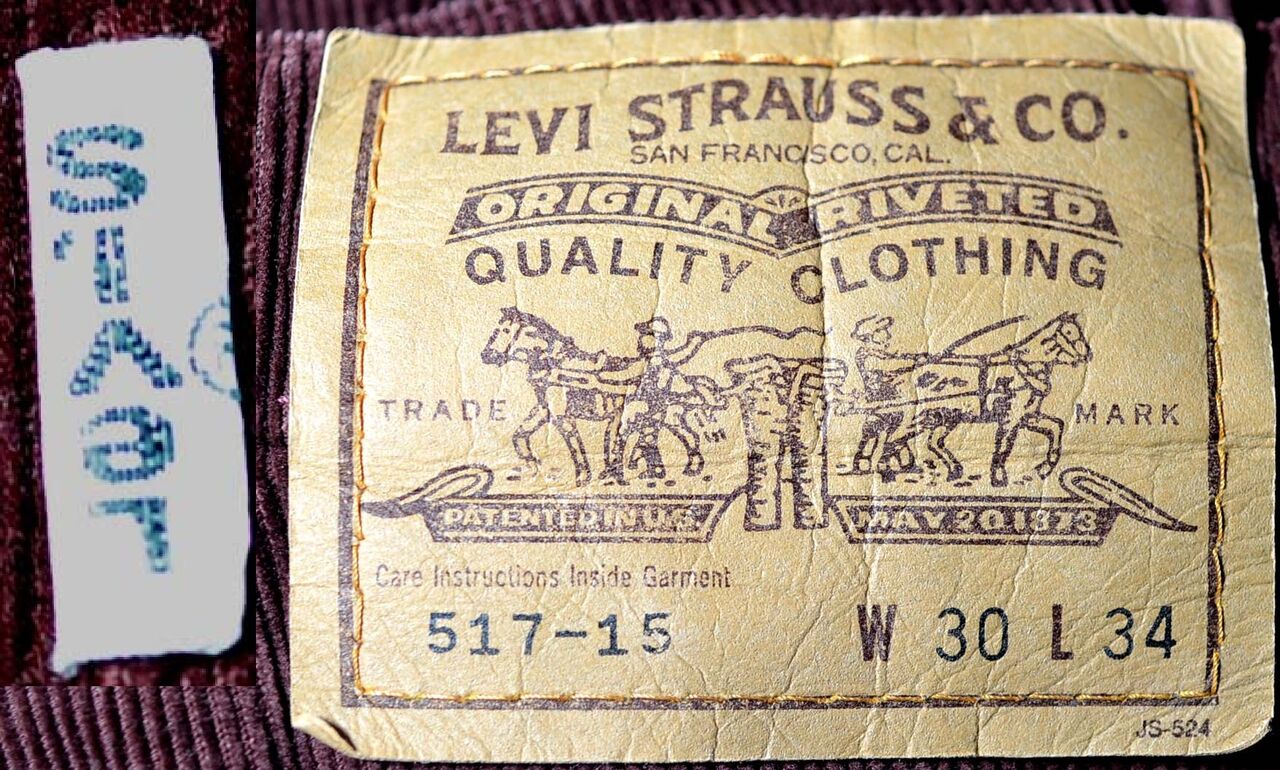 LeVI'S
LEVI STRAUSS & CO.
SAN FRANCISCO, CAL.
ORIGINAL RIVETED
QUALITY CLOTHING
TRADE MARK
PATENTED IN U.S. MAY 20 1873
Care Instructions Inside Garment
517-15 W 30 L 34
JS-524